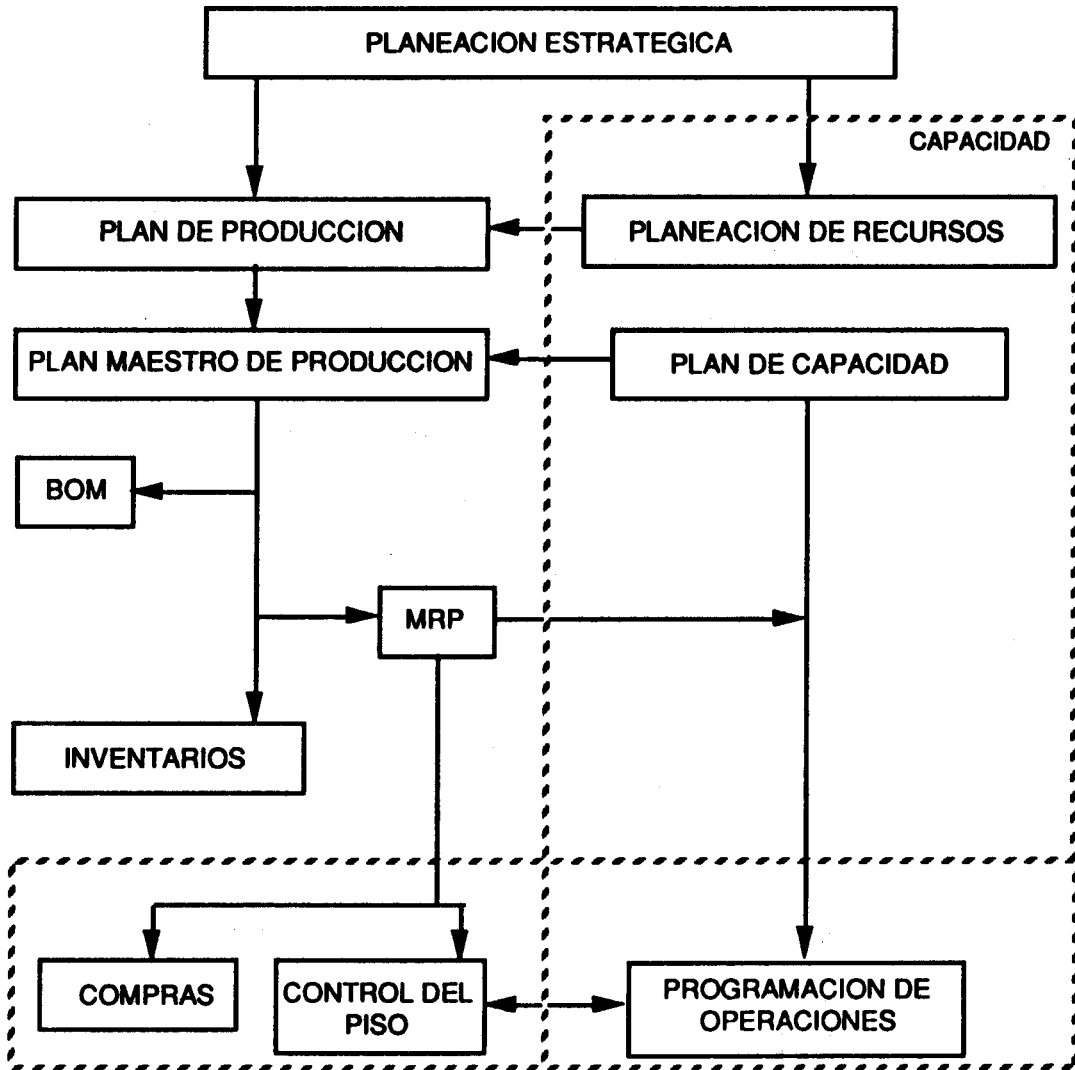 PLANEACION ESTRATEGICA
CAPACIDAD
PLAN DE PRODUCCION
PLANEACION DE RECURSOS
PLAN MAESTRO DE PRODUCCION
PLAN DE CAPACIDAD
BOM
MRP
INVENTARIOS
COMPRAS
CONTROL DEL
PISO
PROGRAMACION DE
OPERACIONES